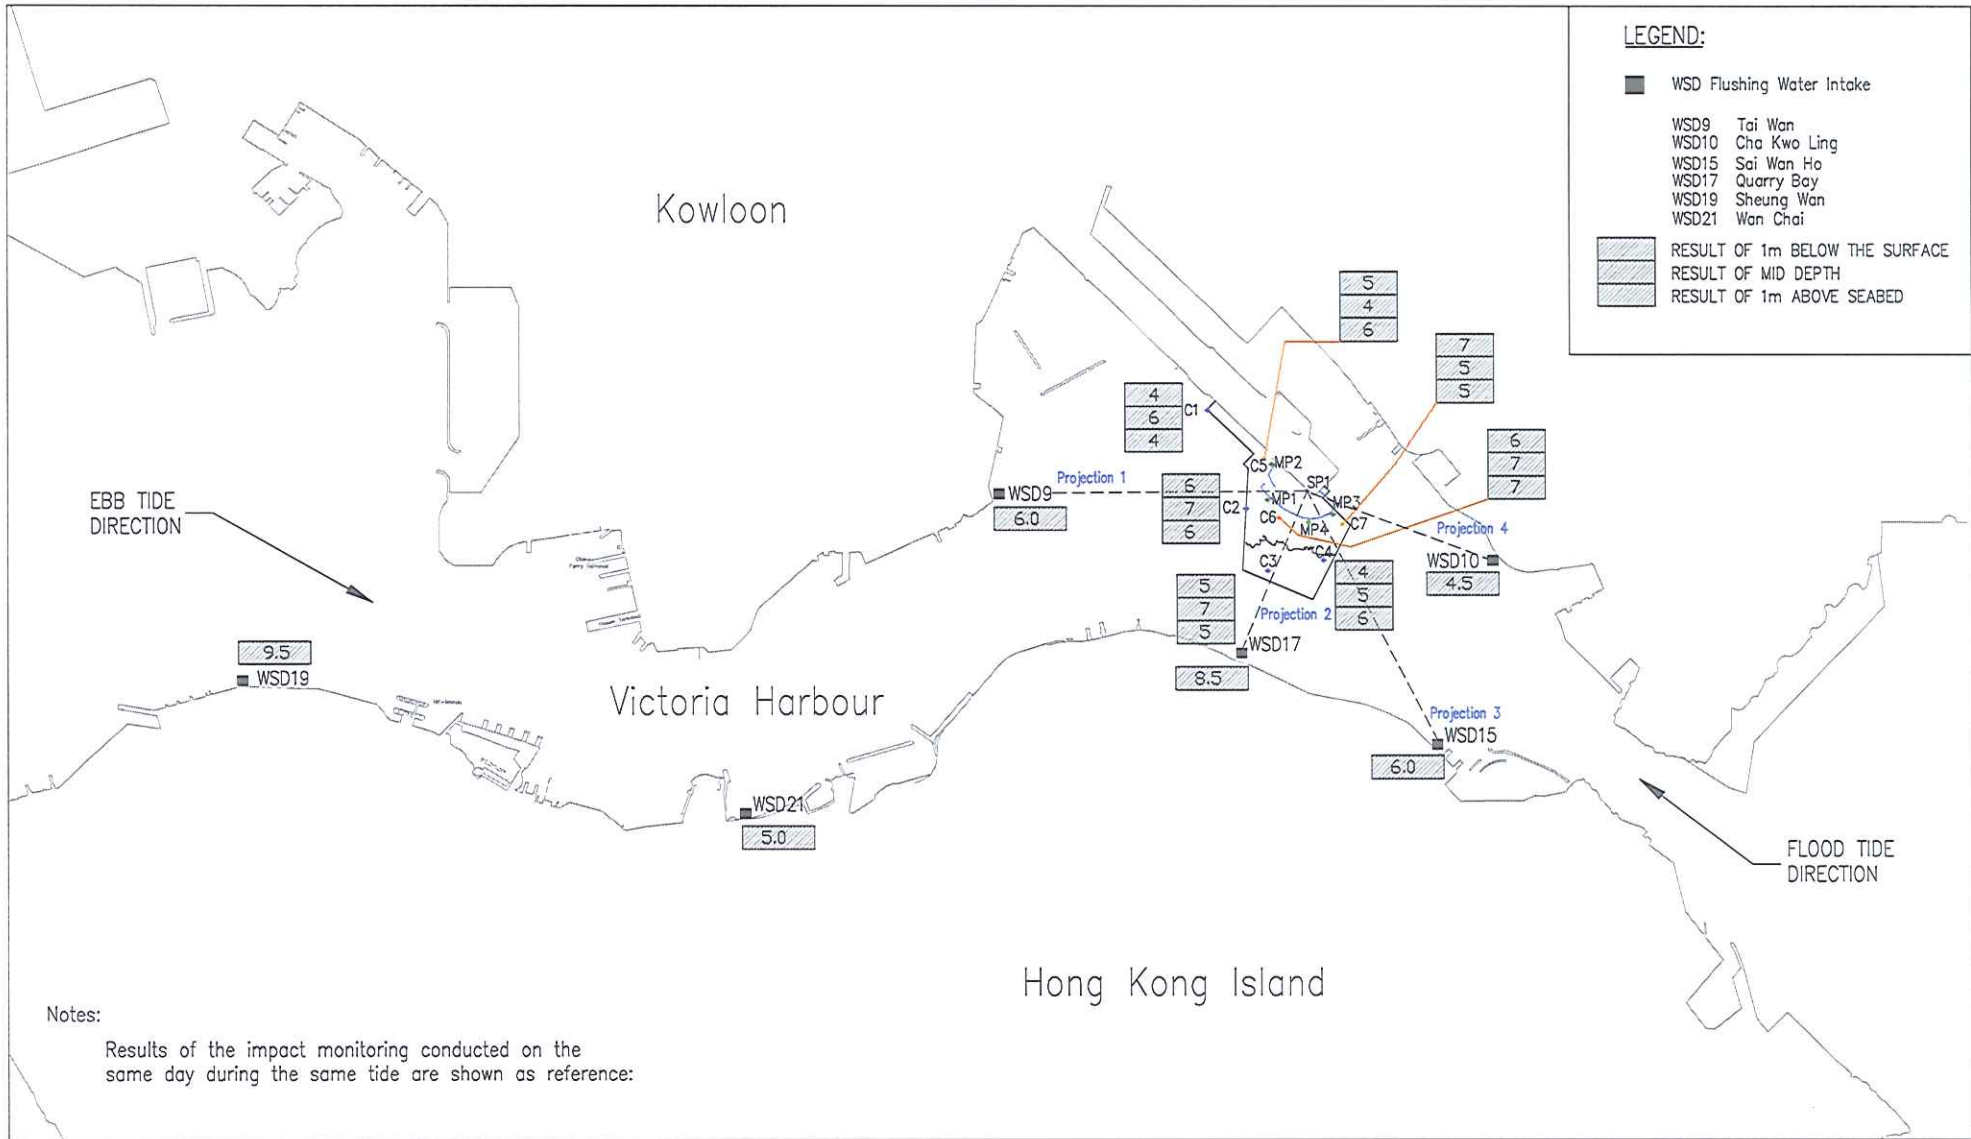 LEGEND:
WSD Flushing Water Intake
WSD9 Tai Wan
WSD10 Cha Kwo Ling
WSD15 Sai Wan Ho
WSD17 Quarry Bay
WSD19 Sheung Wan
WSD21 Wan Chai
RESULT OF 1m BELOW THE SURFACE
RESULT OF MID DEPTH
RESULT OF 1m ABOVE SEABED
Kowloon
5
4
6
7
5
5
4
6
4
C1
6
7
7
C5
MP2
SP1
Projection 1
WSD9
6.0
6
7
6
C2
MP1
MP3
C6
MP4
C7
Projection 4
WSD10
4.5
C3
C4
EBB TIDE
DIRECTION
5
7
5
4
5
6
Projection 2
WSD17
8.5
9.5
WSD19
Victoria Harbour
Projection 3
WSD15
6.0
WSD21
5.0
FLOOD TIDE
DIRECTION
Hong Kong Island
Notes:
Results of the impact monitoring conducted on the
same day during the same tide are shown as reference: